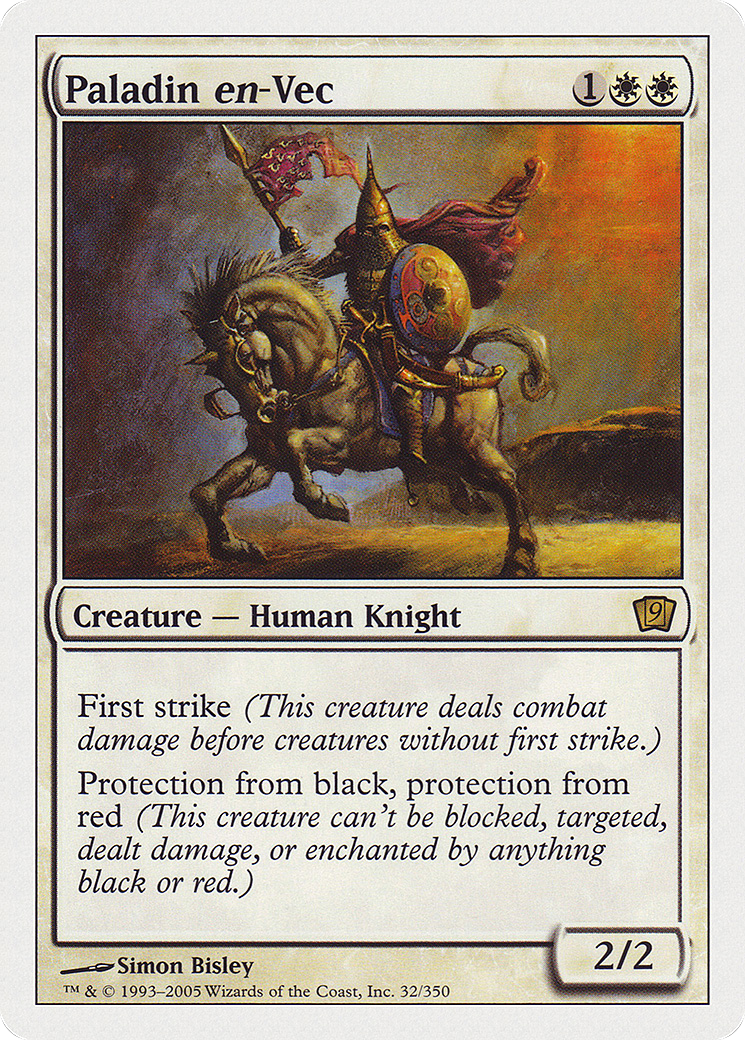 Paladin en-Vec
1
Creature — Human Knight
9
First strike (This creature deals combat
damage before creatures without first strike.)
Protection from black, protection from
red (This creature can't be blocked, targeted,
dealt damage, or enchanted by anything
black or red.)
2/2
Simon Bisley
™ & © 1993–2005 Wizards of the Coast, Inc. 32/350